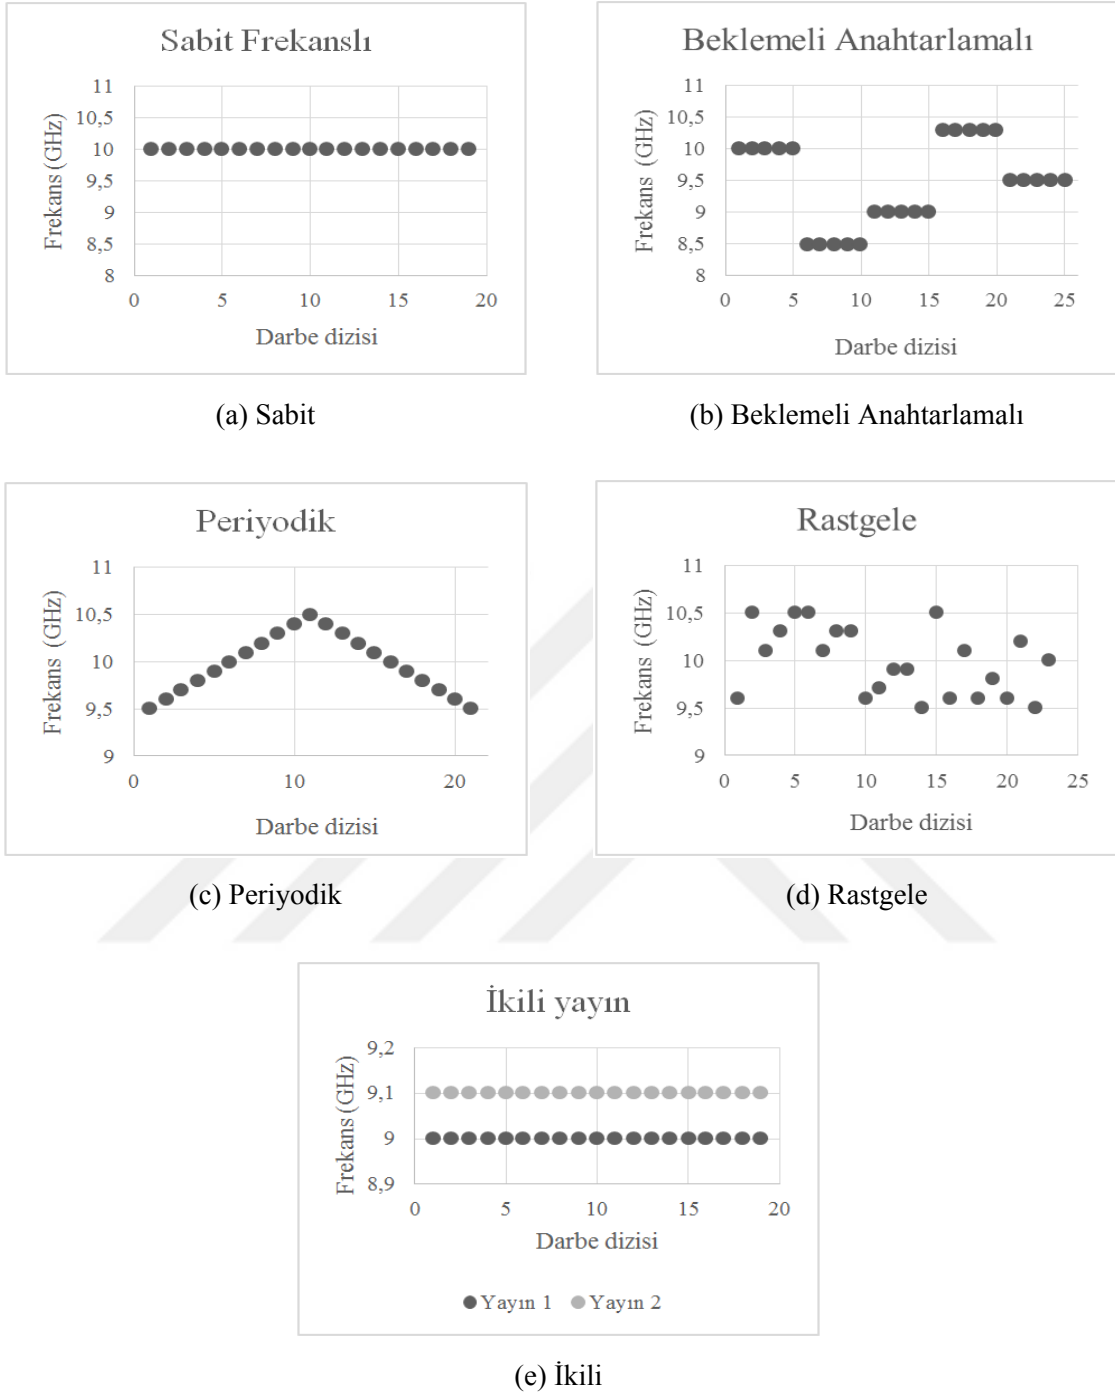 Sabit Frekanslı
Frekans (GHz)
11
10,5
10
9,5
9
8,5
8
0 5 10 15 20
Darbe dizisi
(a) Sabit
Beklemeli Anahtarlamalı
Frekans (GHz)
11
10,5
10
9,5
9
8,5
8
0 5 10 15 20 25
Darbe dizisi
(b) Beklemeli Anahtarlamalı
Periyodik
Frekans (GHz)
11
10,5
10
9,5
9
0 10 20
Darbe dizisi
(c) Periyodik
Rastgele
Frekans (GHz)
11
10,5
10
9,5
9
0 5 10 15 20 25
Darbe dizisi
(d) Rastgele
İkili yayın
Frekans (GHz)
9,2
9,1
9
8,9
0 5 10 15 20
Darbe dizisi
Yayın 1 Yayın 2
(e) İkili